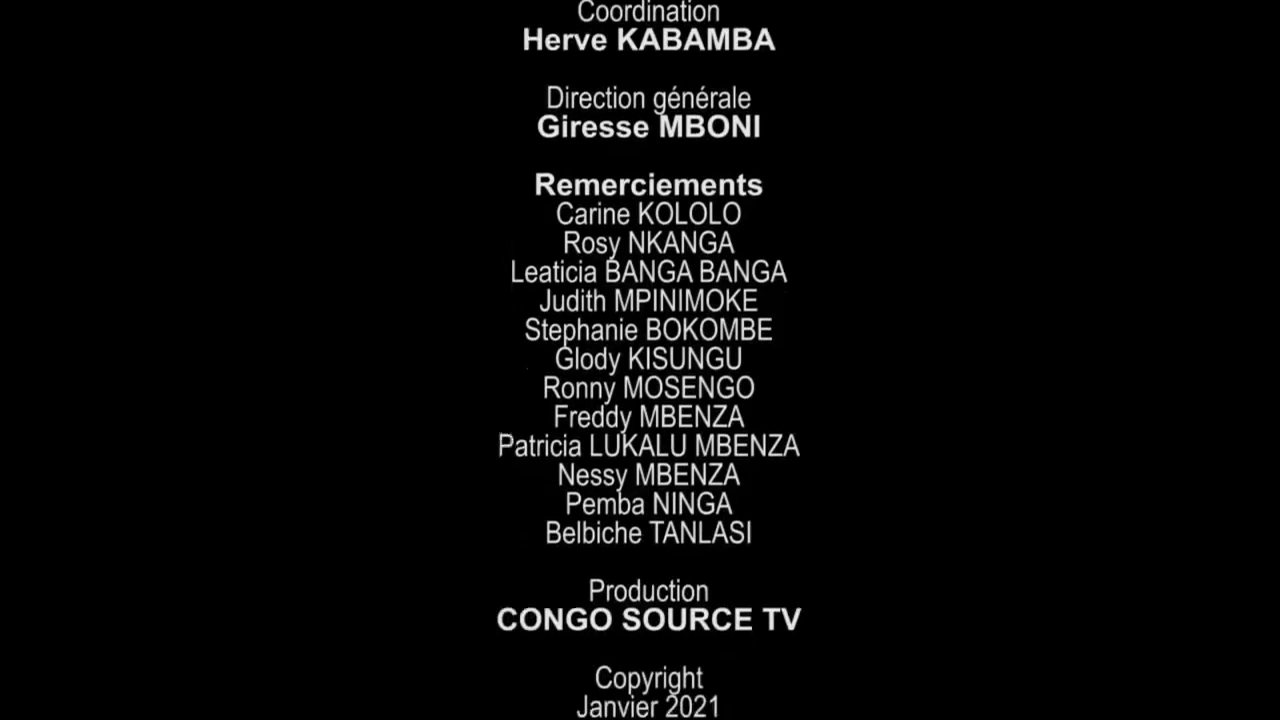 Coordination
Herve KABAMBA
Direction générale
Giresse MBONI
Remerciements
Carine KOLOLO
Rosy NKANGA
Leaticia BANGA BANGA
Judith MPINIMOKE
Stephanie BOKOMBE
Glody KISUNGU
Ronny MOSENGO
Freddy MBENZA
Patricia LUKALU MBENZA
Nessy MBENZA
Pemba NINGA
Belbiche TANLASI
Production
CONGO SOURCE TV
Copyright
Janvier 2021